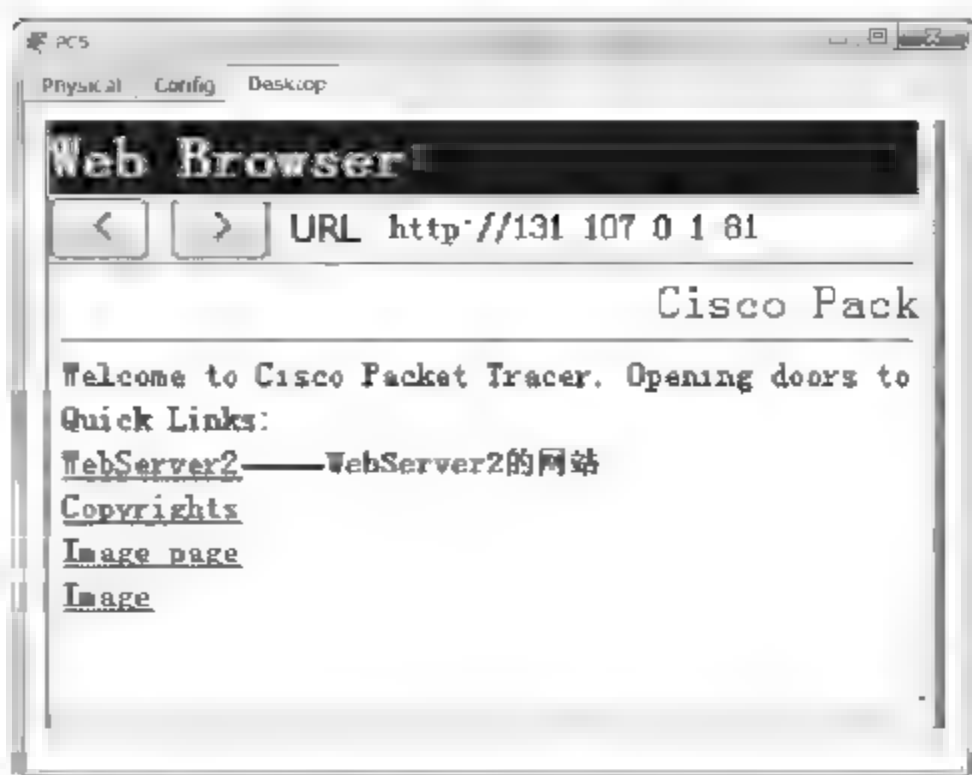 PC5
Physical Config Desktop
Web Browser
< > URL http://131 107 0 1 81
Cisco Pack
Welcome to Cisco Packet Tracer. Opening doors to
Quick Links:
WebServer2——WebServer2的网站
Copyrights
Image page
Image